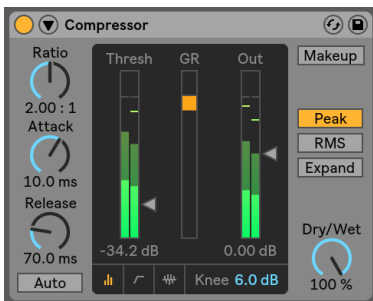 Compressor
Ratio
2.00 : 1
Attack
10.0 ms
Release
70.0 ms
Auto
Thresh GR Out
-34.2 dB 0.00 dB
Knee 6.0 dB
Makeup
Peak
RMS
Expand
Dry/Wet
100 %